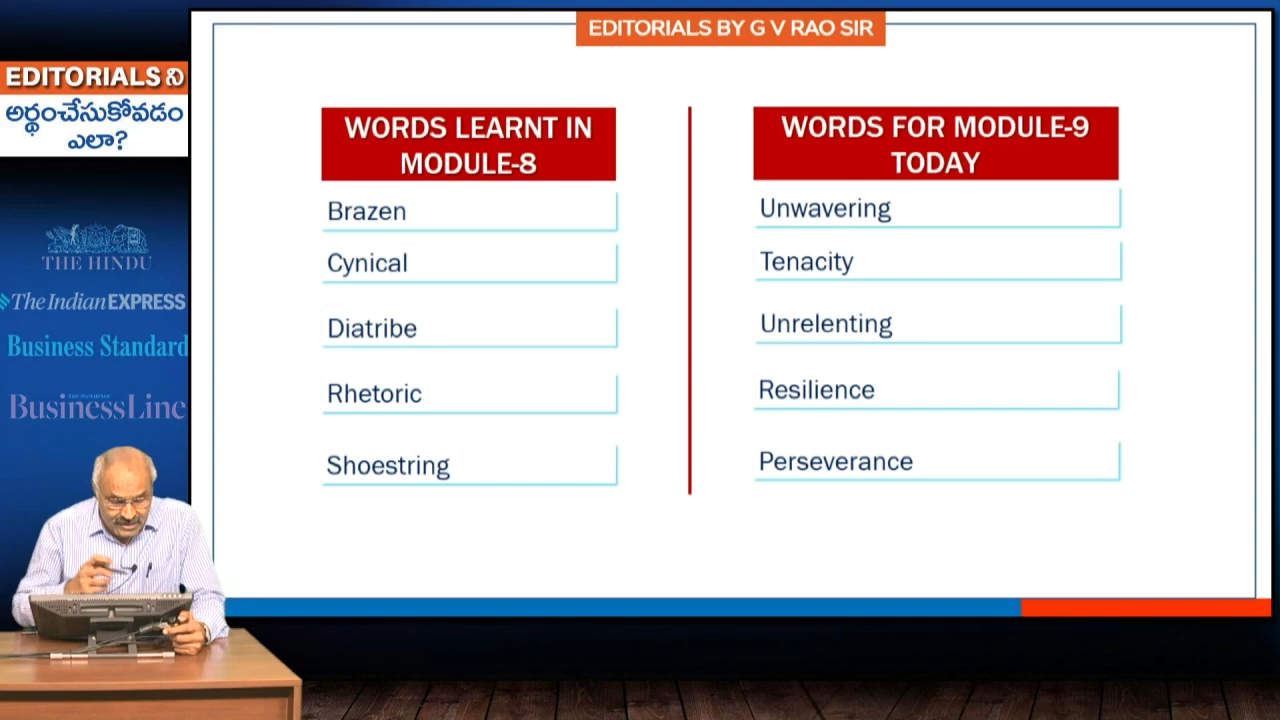 EDITORIALS BY G V RAO SIR
EDITORIALS ని
అర్థంచేసుకోవడం
ఎలా?
THE HINDU
The Indian EXPRESS
Business Standard
BusinessLine
WORDS LEARNT IN
MODULE-8
Brazen
Cynical
Diatribe
Rhetoric
Shoestring
WORDS FOR MODULE-9
TODAY
Unwavering
Tenacity
Unrelenting
Resilience
Perseverance